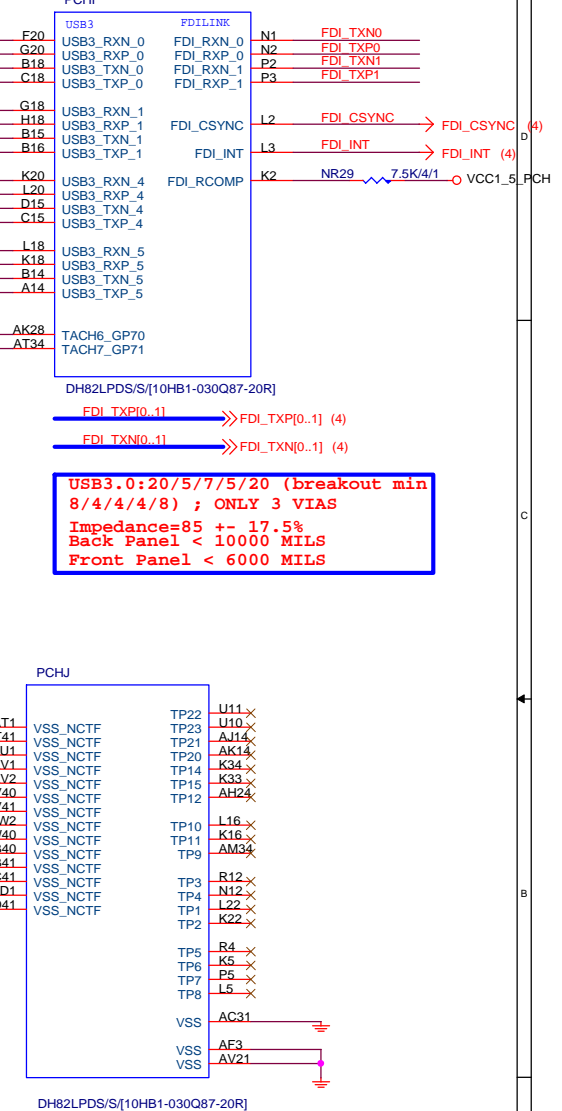 USB3 FDILINK
F20 USB3_RXN_0 FDI_RXN_0 N1 FDI_TXN0
G20 USB3_RXP_0 FDI_RXP_0 N2 FDI_TXP0
B18 USB3_TXN_0 FDI_RXN_1 P2 FDI_TXN1
C18 USB3_TXP_0 FDI_RXP_1 P3 FDI_TXP1
G18 USB3_RXN_1
H18 USB3_RXP_1 FDI_CSYNC L2 FDI_CSYNC FDI_CSYNC (4)
B15 USB3_TXN_1
D
B16 USB3_TXP_1 FDI_INT L3 FDI_INT FDI_INT (4)
K20 USB3_RXN_4 FDI_RCOMP K2 NR29 7.5K/4/1 VCC1_5_PCH
L20 USB3_RXP_4
D15 USB3_TXN_4
C15 USB3_TXP_4
L18 USB3_RXN_5
K18 USB3_RXP_5
B14 USB3_TXN_5
A14 USB3_TXP_5
AK28 TACH6_GP70
AT34 TACH7_GP71
DH82LPDS/S/[10HB1-030Q87-20R]
FDI_TXP[0..1] FDI_TXP[0..1] (4)
FDI_TXN[0..1] FDI_TXN[0..1] (4)
USB3.0:20/5/7/5/20 (breakout min
8/4/4/4/8) ; ONLY 3 VIAS
Impedance=85 +- 17.5%
Back Panel < 10000 MILS
Front Panel < 6000 MILS
C
PCHJ
TP22 U11
VSS_NCTF TP23 U10
VSS_NCTF TP21 AJ14
VSS_NCTF TP20 AK14
VSS_NCTF TP14 K34
VSS_NCTF TP15 K33
VSS_NCTF TP12 AH24
VSS_NCTF
VSS_NCTF TP10 L16
VSS_NCTF TP11 K16
VSS_NCTF TP9 AM34
VSS_NCTF
VSS_NCTF TP3 R12
VSS_NCTF TP4 N12
VSS_NCTF TP1 L22
TP2 K22
B
TP5 R4
TP6 K5
TP7 P5
TP8 L5
VSS AC31
VSS AF3
VSS AV21
DH82LPDS/S/[10HB1-030Q87-20R]